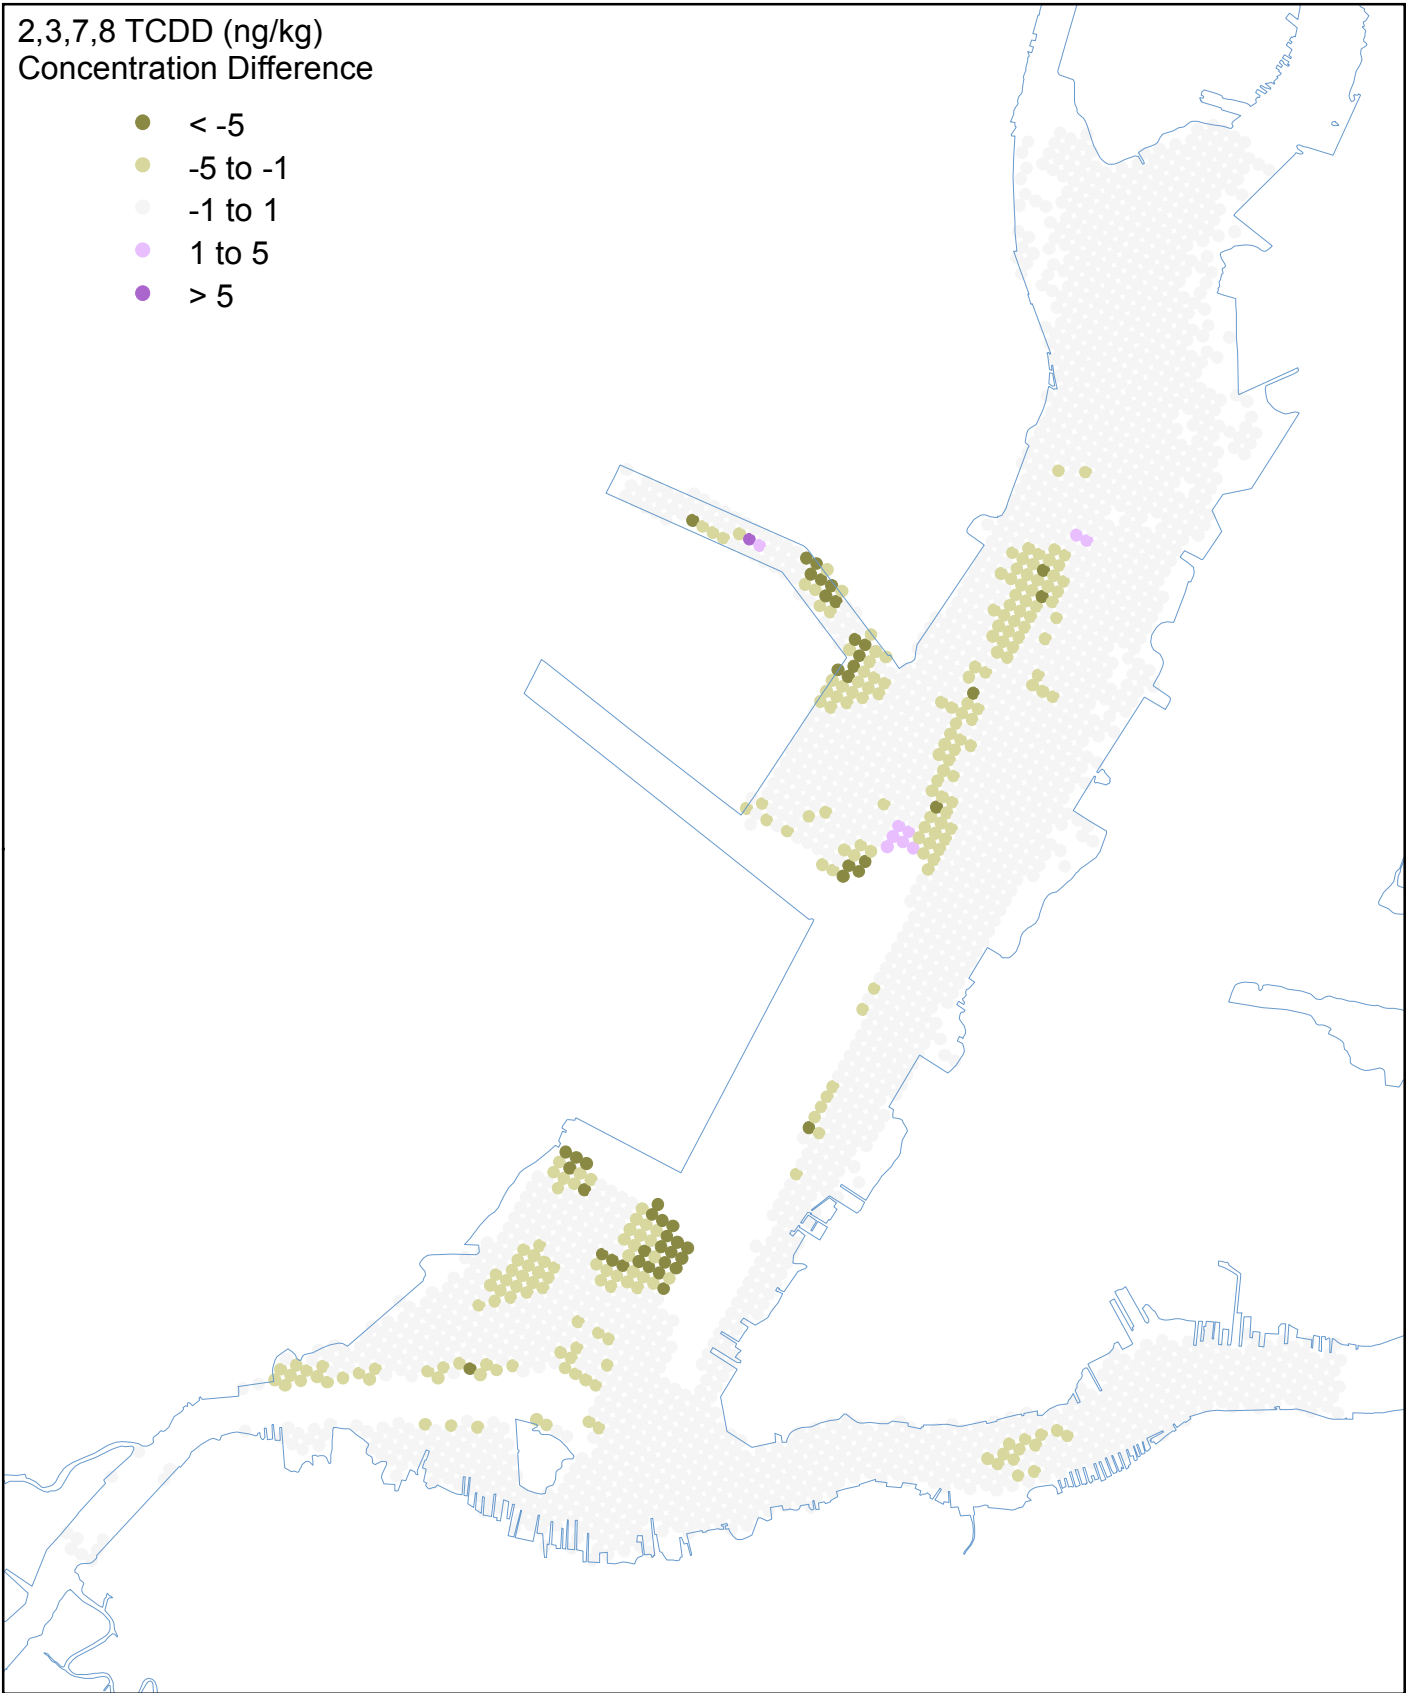 2,3,7,8 TCDD (ng/kg)
Concentration Difference
< -5
-5 to -1
-1 to 1
1 to 5
> 5